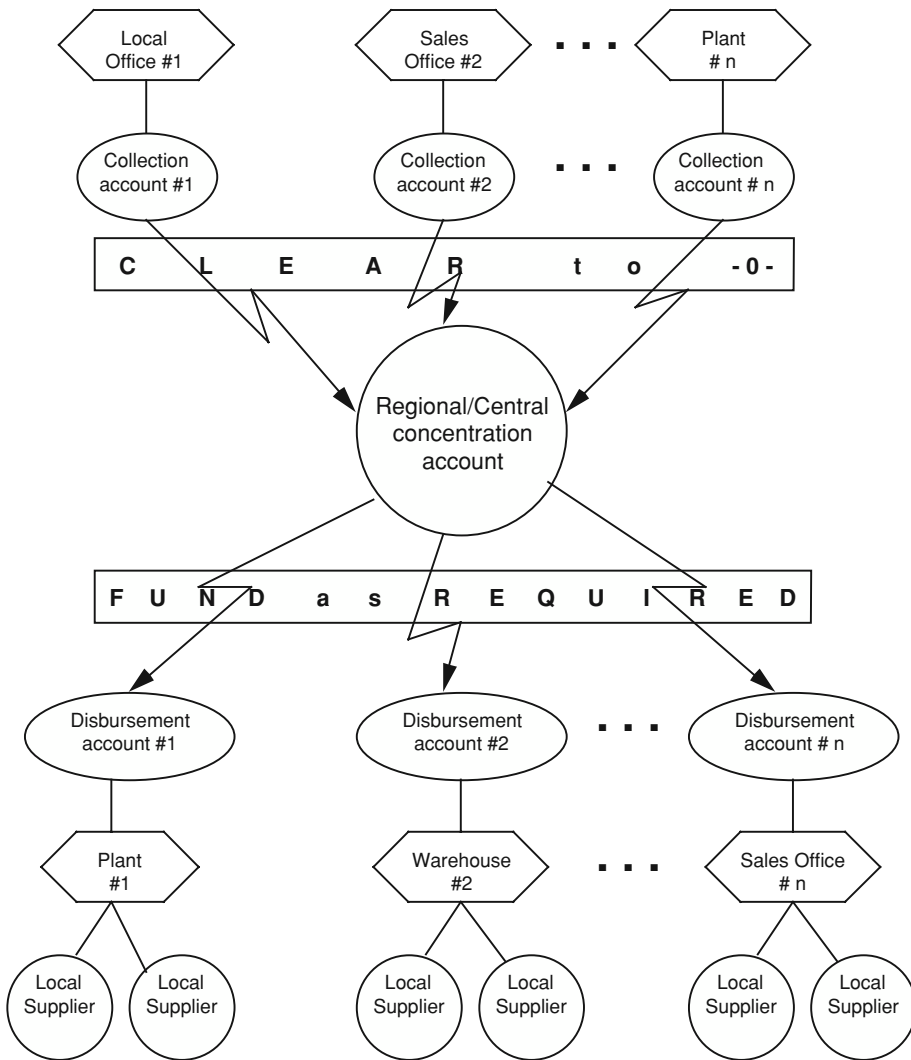 Local
Office #1
Sales
Office #2
. . .
Plant
# n
Collection
account #1
Collection
account #2
. . .
Collection
account # n
C L E A R t o -0-
Regional/Central
concentration
account
F U N D a s R E Q U I R E D
Disbursement
account #1
Disbursement
account #2
. . .
Disbursement
account # n
Plant
#1
Warehouse
#2
. . .
Sales Office
# n
Local
Supplier
Local
Supplier
Local
Supplier
Local
Supplier
Local
Supplier
Local
Supplier